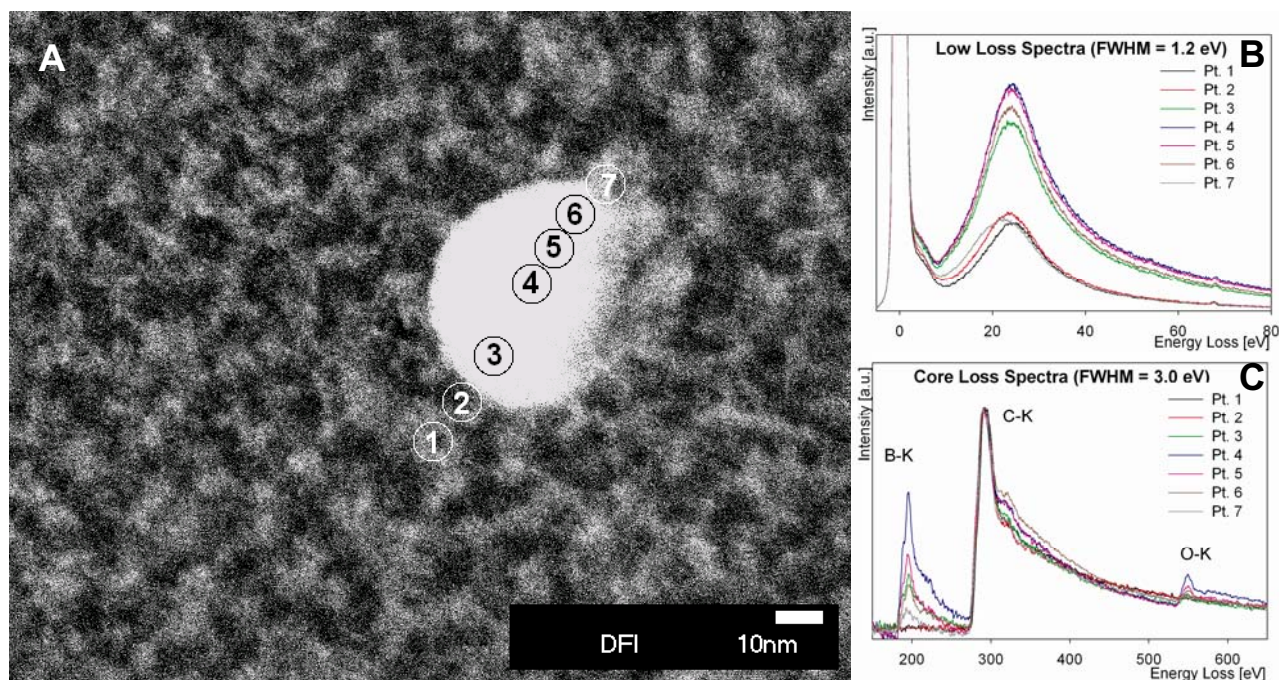 A
1
2
3
4
5
6
7
DFI 10nm
B
Low Loss Spectra (FWHM = 1.2 eV)
Intensity [a.u.]
Pt. 1
Pt. 2
Pt. 3
Pt. 4
Pt. 5
Pt. 6
Pt. 7
0 20 40 60 80
Energy Loss [eV]
C
Core Loss Spectra (FWHM = 3.0 eV)
Intensity [a.u.]
B-K
C-K
O-K
Pt. 1
Pt. 2
Pt. 3
Pt. 4
Pt. 5
Pt. 6
Pt. 7
200 300 400 500 600
Energy Loss [eV]